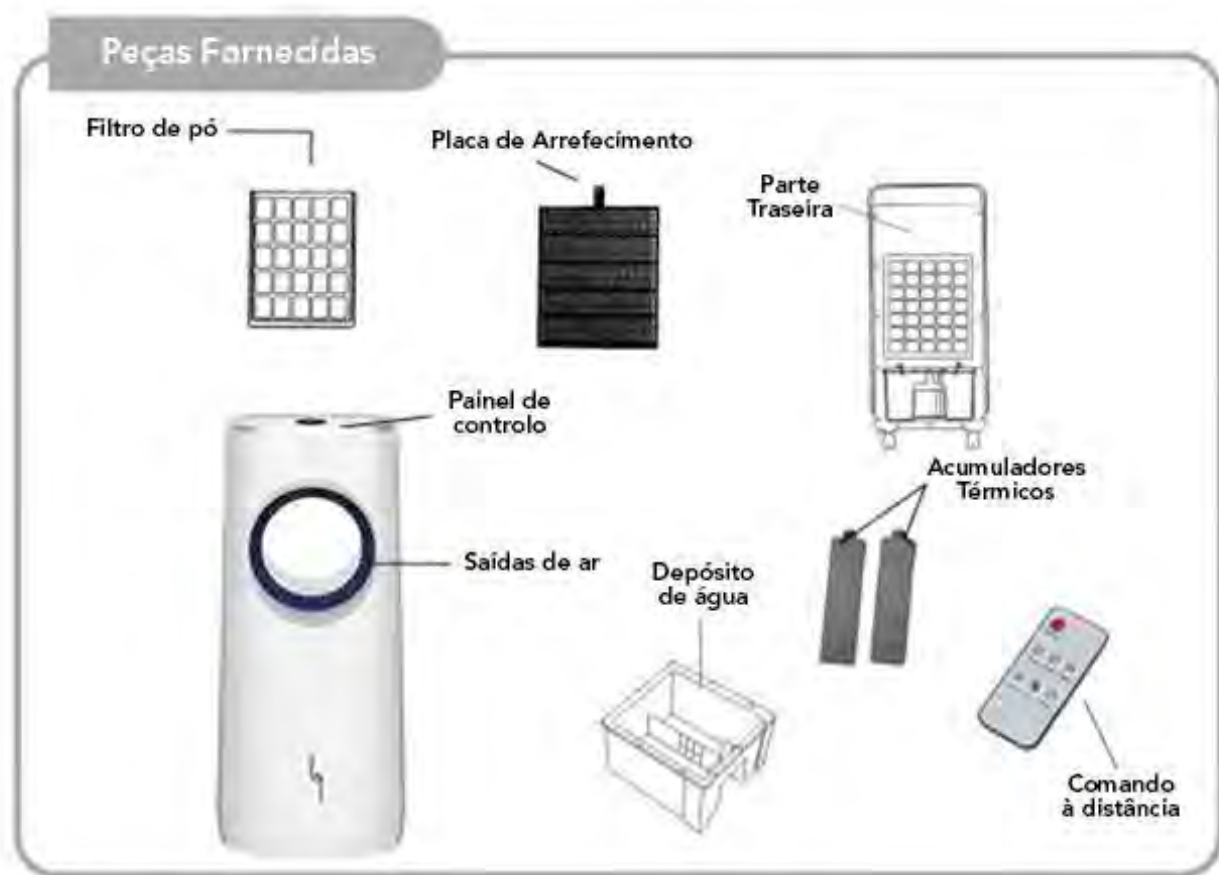 Peças Fornecidas
Filtro de pó
Placa de Arrefecimento
Parte
Traseira
Painel de
controlo
Acumuladores
Térmicos
Saídas de ar
Depósito
de água
Comando
à distância